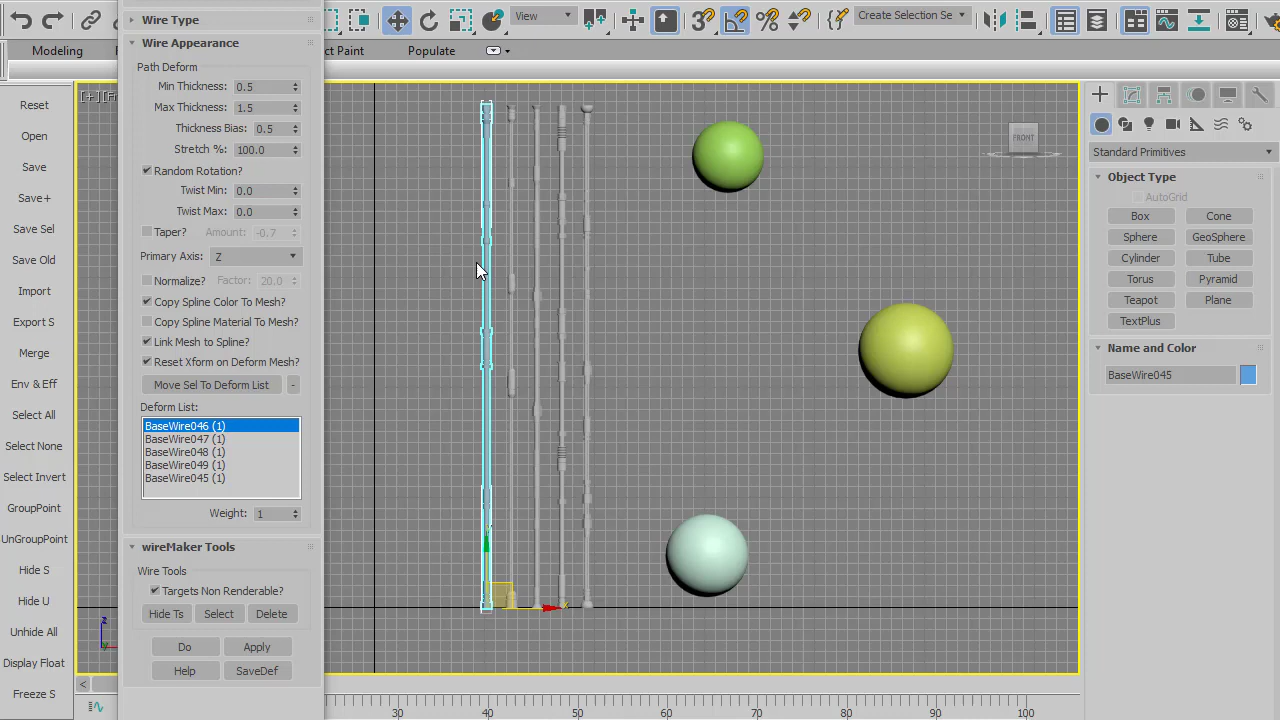 View
3
Create Selection Se
Wire Type
Wire Appearance
Modeling
ct Paint
Populate
Path Deform
Min Thickness: 0.5
Max Thickness: 1.5
Thickness Bias: 0.5
Stretch %: 100.0
Random Rotation?
Twist Min: 0.0
Twist Max: 0.0
Taper? Amount: -0.7
Primary Axis: Z
Normalize? Factor: 20.0
Copy Spline Color To Mesh?
Copy Spline Material To Mesh?
Link Mesh to Spline?
Reset Xform on Deform Mesh?
Move Sel To Deform List -
Deform List:
BaseWire046 (1)
BaseWire047 (1)
BaseWire048 (1)
BaseWire049 (1)
BaseWire045 (1)
Weight: 1
wireMaker Tools
Wire Tools
Targets Non Renderable?
Hide Ts Select Delete
Do Apply
Help SaveDef
Reset
Open
Save
Save+
Save Sel
Save Old
Import
Export S
Merge
Env & Eff
Select All
Select None
Select Invert
GroupPoint
UnGroupPoint
Hide S
Hide U
Unhide All
Display Float
Freeze S
[+]
FRONT
z
30 40 50 60 70 80 90 100
Standard Primitives
Object Type
AutoGrid
Box Cone
Sphere GeoSphere
Cylinder Tube
Torus Pyramid
Teapot Plane
TextPlus
Name and Color
BaseWire045